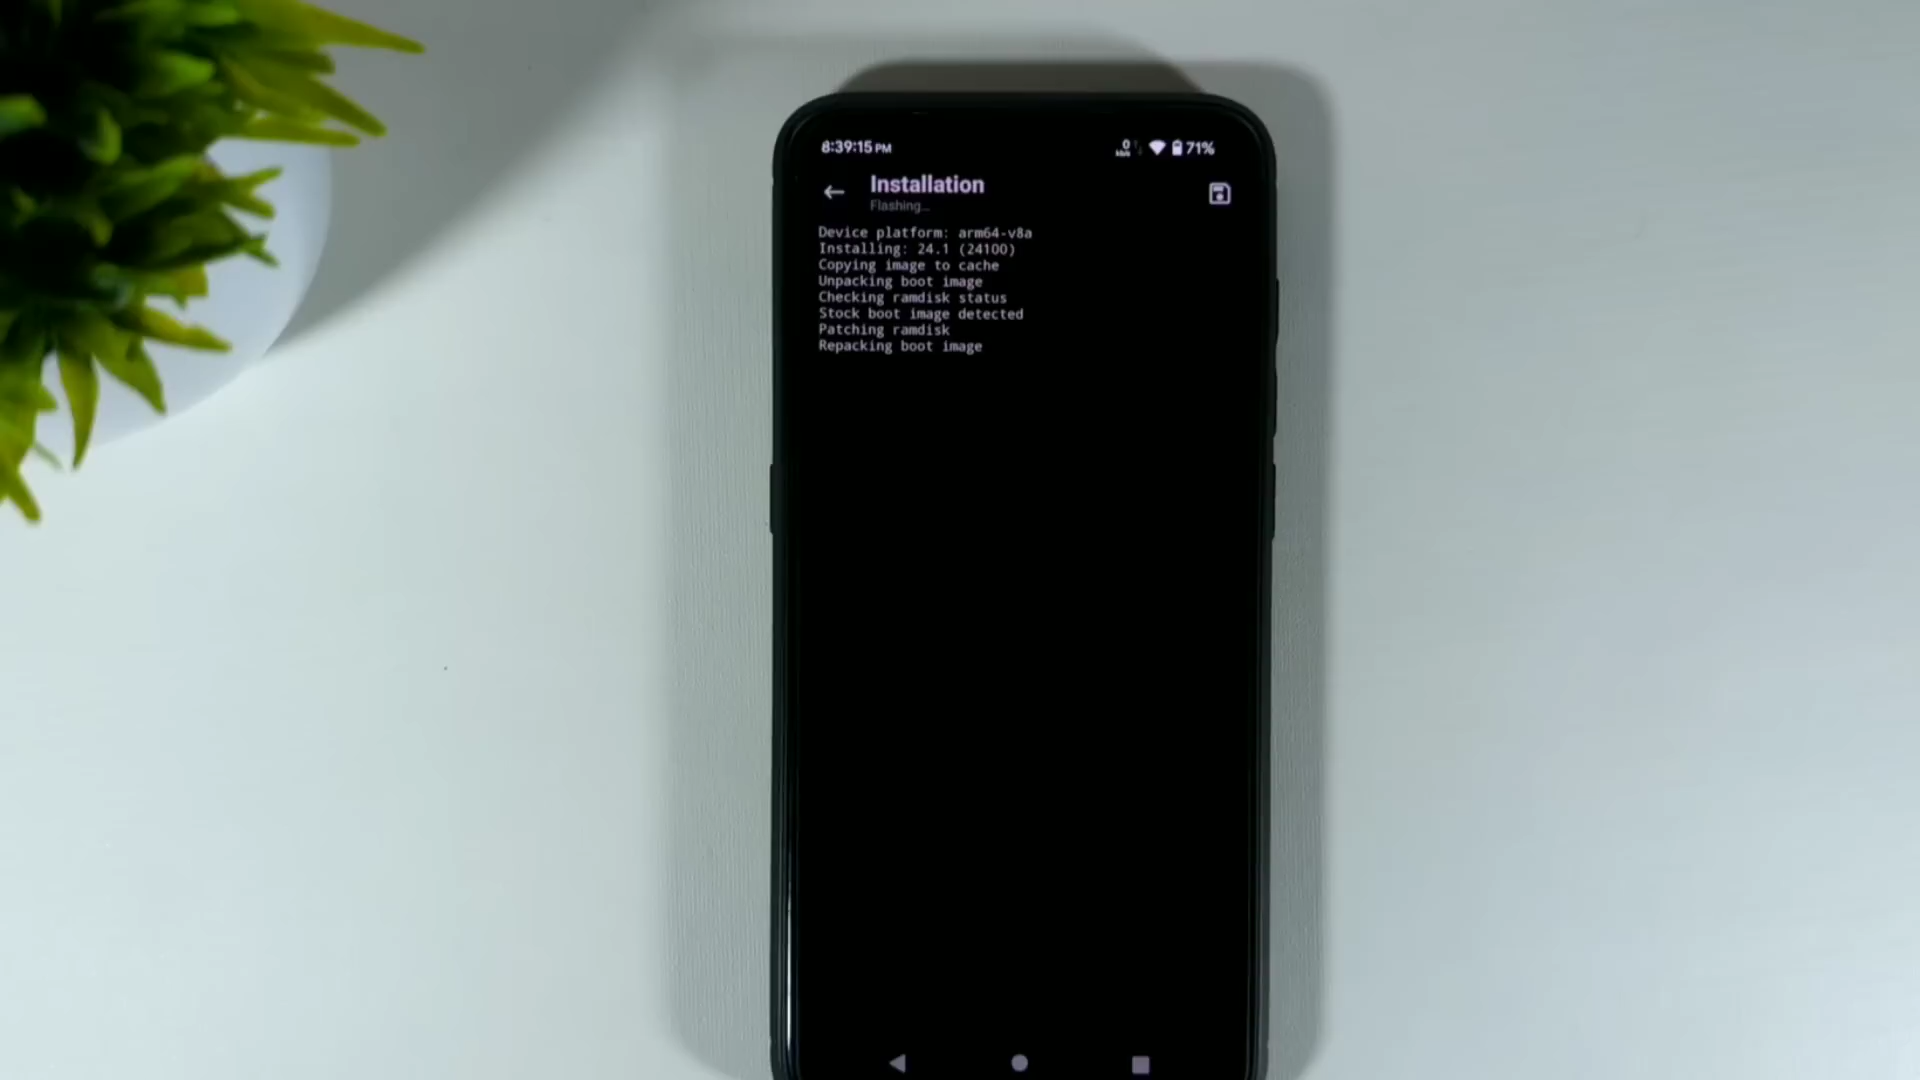 8:39:15 PM
71%
Installation
Flashing...
Device platform: arm64-v8a
Installing: 24.1 (24100)
Copying image to cache
Unpacking boot image
Checking ramdisk status
Stock boot image detected
Patching ramdisk
Repacking boot image